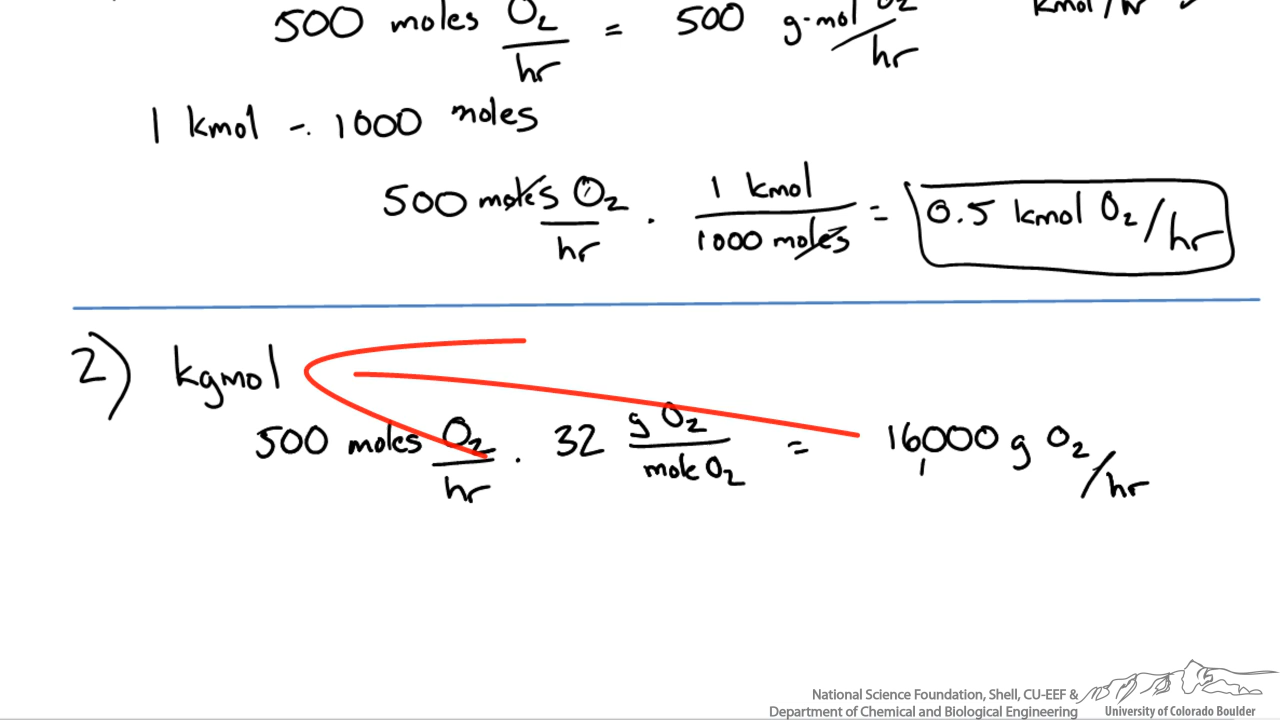 500 moles O₂/hr = 500 g-mol O₂/hr kmol/hr
1 kmol = 1000 moles
500 moles O₂/hr · 1 kmol/1000 moles = 0.5 kmol O₂/hr
2) kgmol
500 moles O₂/hr · 32 g O₂/mole O₂ = 16,000 g O₂/hr
National Science Foundation, Shell, CU-EEF &
Department of Chemical and Biological Engineering
University of Colorado Boulder